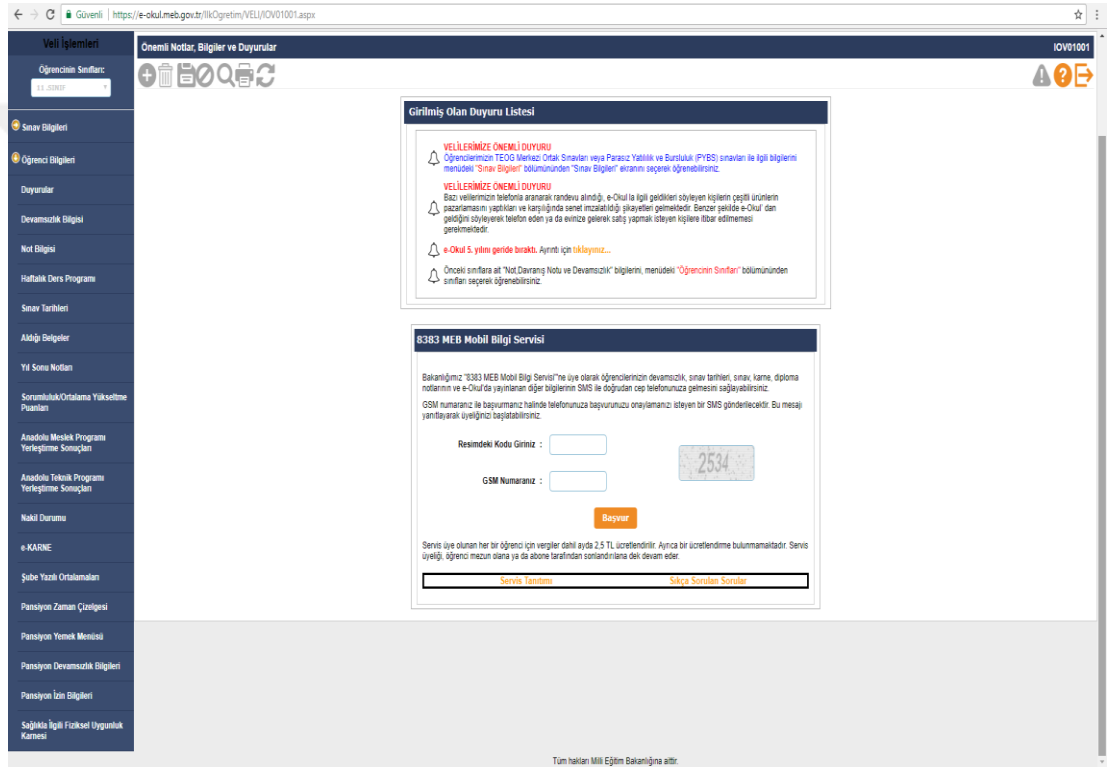 Güvenli | https://e-okul.meb.gov.tr/IlkOgretim/VELI/IOV01001.aspx
Veli İşlemleri
Öğrencinin Sınıfları:
11.SINIF
Sınav Bilgileri
Öğrenci Bilgileri
Duyurular
Devamsızlık Bilgisi
Not Bilgisi
Haftalık Ders Programı
Sınav Tarihleri
Aldığı Belgeler
Yıl Sonu Notları
Sorumluluk/Ortalama Yükseltme
Puanları
Anadolu Meslek Programı
Yerleştirme Sonuçları
Anadolu Teknik Programı
Yerleştirme Sonuçları
Nakil Durumu
e-KARNE
Şube Yazılı Ortalamaları
Pansiyon Zaman Çizelgesi
Pansiyon Yemek Menüsü
Pansiyon Devamsızlık Bilgileri
Pansiyon İzin Bilgileri
Sağlıkla İlgili Fiziksel Uygunluk
Karnesi
Önemli Notlar, Bilgiler ve Duyurular
IOV01001
Girilmiş Olan Duyuru Listesi
VELİLERİMİZE ÖNEMLİ DUYURU
Öğrencilerimizin TEOG Merkezi Ortak Sınavları veya Parasız Yatılılık ve Bursluluk (PYBS) sınavları ile ilgili bilgilerini
menüdeki "Sınav Bilgileri" bölümününden "Sınav Bilgileri" ekranını seçerek öğrenebilirsiniz.
VELİLERİMİZE ÖNEMLİ DUYURU
Bazı velilerimizin telefonla aranarak randevu alındığı, e-Okul la ilgili geldikleri söyleyen kişilerin çeşitli ürünlerin
pazarlamasını yaptıkları ve karşılığında senet imzalatıldığı şikayetleri gelmektedir. Benzer şekilde e-Okul' dan
geldiğini söyleyerek telefon eden ya da evinize gelerek satış yapmak isteyen kişilere itibar edilmemesi
gerekmektedir.
e-Okul 5. yılını geride bıraktı. Ayrıntı için tıklayınız...
Önceki sınıflara ait "Not,Davranış Notu ve Devamsızlık" bilgilerini, menüdeki "Öğrencinin Sınıfları" bölümününden
sınıfları seçerek öğrenebilirsiniz.
8383 MEB Mobil Bilgi Servisi
Bakanlığımız "8383 MEB Mobil Bilgi Servisi"ne üye olarak öğrencilerinizin devamsızlık, sınav tarihleri, sınav, karne, diploma
notlarının ve e-Okul'da yayınlanan diğer bilgilerinin SMS ile doğrudan cep telefonunuza gelmesini sağlayabilirsiniz.
GSM numaranız ile başvurmanız halinde telefonunuza başvurunuzu onaylamanızı isteyen bir SMS gönderilecektir. Bu mesajı
yanıtlayarak üyeliğinizi başlatabilirsiniz.
Resimdeki Kodu Giriniz :
2534
GSM Numaranız :
Başvur
Servis üye olunan her bir öğrenci için vergiler dahil ayda 2,5 TL ücretlendirilir. Ayrıca bir ücretlendirme bulunmamaktadır. Servis
üyeliği, öğrenci mezun olana ya da abone tarafından sonlandırılana dek devam eder.
Servis Tanıtımı Sıkça Sorulan Sorular
Tüm hakları Milli Eğitim Bakanlığına aittir.